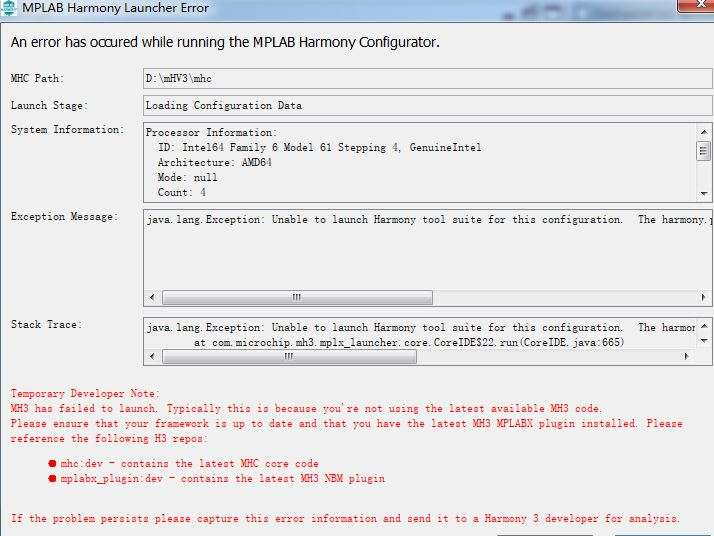 MPLAB Harmony Launcher Error
An error has occured while running the MPLAB Harmony Configurator.
MHC Path: D:\mHV3\mhc
Launch Stage: Loading Configuration Data
System Information: Processor Information:
ID: Intel64 Family 6 Model 61 Stepping 4, GenuineIntel
Architecture: AMD64
Mode: null
Count: 4
Exception Message: java.lang.Exception: Unable to launch Harmony tool suite for this configuration. The harmony.
Stack Trace: java.lang.Exception: Unable to launch Harmony tool suite for this configuration. The harmor
at com.microchip.mh3.mplx_launcher.core.CoreIDE$22.run(CoreIDE.java:665)
Temporary Developer Note:
MH3 has failed to launch. Typically this is because you're not using the latest available MH3 code.
Please ensure that your framework is up to date and that you have the latest MH3 MPLABX plugin installed. Please
reference the following H3 repos:
● mhc:dev - contains the latest MHC core code
● mplabx_plugin:dev - contains the latest MH3 NBM plugin
If the problem persists please capture this error information and send it to a Harmony 3 developer for analysis.